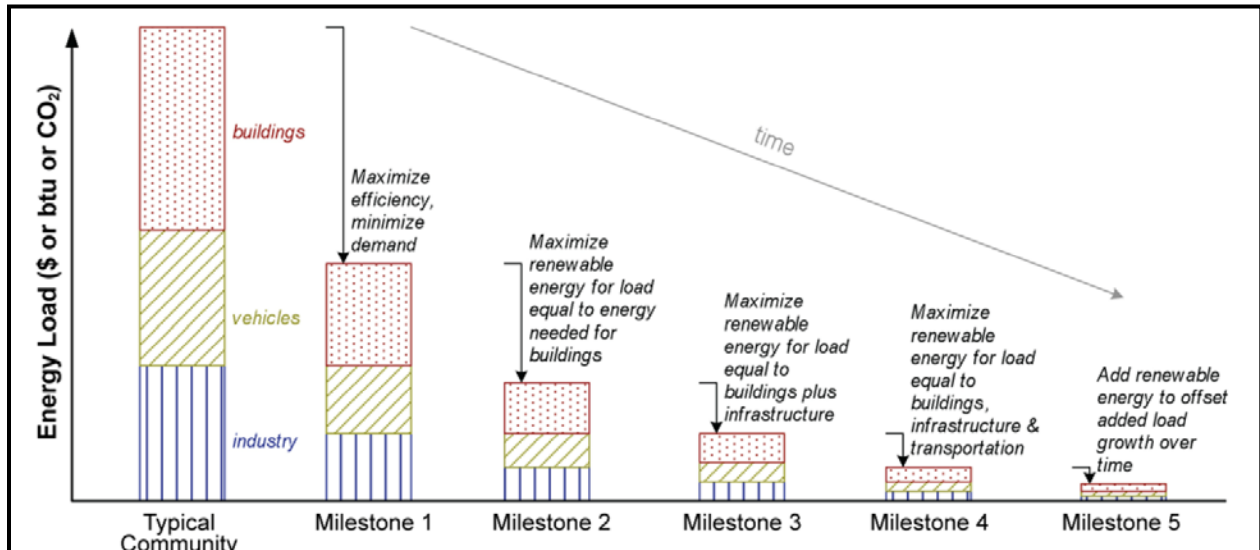 Energy Load ($ or btu or CO₂)
buildings
vehicles
industry
time
Maximize
efficiency,
minimize
demand
Maximize
renewable
energy for load
equal to energy
needed for
buildings
Maximize
renewable
energy for load
equal to
buildings plus
infrastructure
Maximize
renewable
energy for load
equal to
buildings,
infrastructure &
transportation
Add renewable
energy to offset
added load
growth over
time
Typical
Community
Milestone 1
Milestone 2
Milestone 3
Milestone 4
Milestone 5